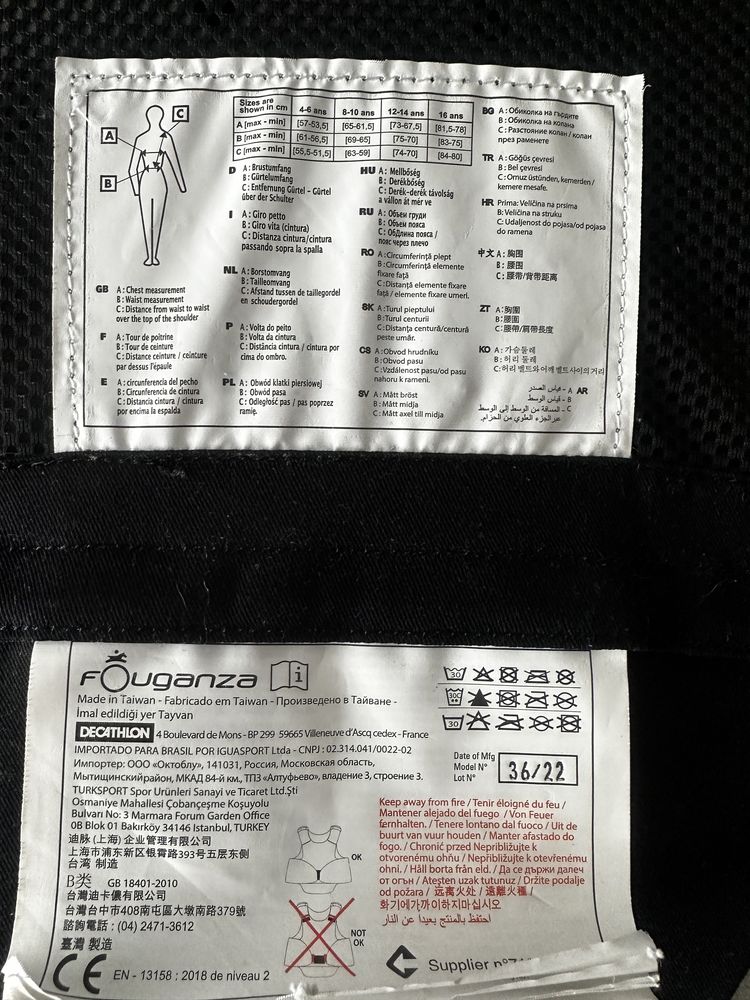 A
B
C
Sizes are shown in cm 4-6 ans 8-10 ans 12-14 ans 16 ans
A [max - min] [57-53,5] [65-61,5] [73-67,5] [81,5-78]
B [max - min] [61-56,5] [69-65] [75-70] [83-75]
C [max - min] [55,5-51,5] [63-59] [74-70] [84-80]
GB A : Chest measurement
B : Waist measurement
C : Distance from waist to waist
over the top of the shoulder
F A : Tour de poitrine
B : Tour de ceinture
C : Distance ceinture / ceinture
par dessus l'épaule
E A : circunferencia del pecho
B : Circunferencia de cintura
C : Distancia cintura / cintura
por encima la espalda
D A : Brustumfang
B : Gürtelumfang
C : Entfernung Gürtel - Gürtel
über der Schulter
I A : Giro petto
B : Giro vita (cintura)
C : Distanza cintura/cintura
passando sopra la spalla
NL A : Borstomvang
B : Tailleomvang
C : Afstand tussen de taillegordel
en schoudergordel
P A : Volta do peito
B : Volta da cintura
C : Distância cintura / cintura por
cima do ombro.
PL A : Obwód klatki piersiowej
B : Obwód pasa
C : Odległość pas / pas poprzez
ramię.
HU A : Mellbőség
B : Derékbőség
C : Derék-derék távolság
a vállon át mér ve
RU A : Объем груди
B : Объем пояса
C : ОбДлина пояса /
пояс через плечо
RO A : Circumferință piept
B : Circumferință elemente
fixare față
C : Distanță elemente fixare
față / elemente fixare umeri.
SK A : Turul pieptului
B : Turul centurii
C : Distanța centură/centură
peste umăr.
CS A : Obvod hrudníku
B : Obvod pasu
C : Vzdálenost pasu/od pasu
nahoru k rameni.
SV A : Mått bröst
B : Mått midja
C : Mått axel till midja
BG A : Обиколка на гърдите
B : Обиколка на колана
C : Разстояние колан / колан
през раменете
TR A : Göğüs çevresi
B : Bel çevresi
C : Omuz üstünden, kemerden /
kemere mesafe.
HR Prima: Veličina na prsima
B: Veličina na struku
C: Udaljenost do pojasa/od pojasa
do ramena
中文 A : 胸围
B : 腰围
C : 腰带/背带距离
ZT A : 胸圍
B : 腰圍
C : 腰帶/肩帶長度
KO A : 가슴 둘레
B : 허리 둘레
C : 허리 벨트와 어깨 벨트 사이의 거리
AR A - قياس الصدر
B - قياس الوسط
C - المسافة من الوسط إلى الوسط
عبر الجزء العلوي من الحزام.
fOuganza
Made in Taiwan - Fabricado em Taiwan - Произведено в Тайване -
İmal edildiği yer Tayvan
DECATHLON 4 Boulevard de Mons - BP 299 59665 Villeneuve d'Ascq cedex - France
IMPORTADO PARA BRASIL POR IGUASPORT Ltda - CNPJ : 02.314.041/0022-02
Импортер: ООО «Октоблу», 141031, Россия, Московская область,
Мытищинскийрайон, МКАД 84-й км., ТПЗ «Алтуфьево», владение 3, строение 3.
TURKSPORT Spor Urünleri Sanayi ve Ticaret Ltd.Şti
Osmaniye Mahallesi Çobançeşme Koşuyolu
Bulvarı No: 3 Marmara Forum Garden Office
0B Blok 01 Bakırköy 34146 Istanbul, TURKEY
迪脉 (上海) 企业管理有限公司
上海市浦东新区银霄路393号五层东侧
台湾 制造
B类 GB 18401-2010
台灣迪卡儂有限公司
台灣台中市408南屯區大墩南路379號
諮詢電話 : (04) 2471-3612
臺灣 製造
CE EN - 13158 : 2018 de niveau 2
30
30C
30
Date of Mfg
Model N°
Lot N°
36/22
OK
NOT
OK
Keep away from fire / Tenir éloigné du feu /
Mantener alejado del fuego / Von Feuer
fernhalten. / Tenere lontano dal fuoco / Uit de
buurt van vuur houden / Manter afastado do
fogo. / Chronić przed Nepribližujte k
otvorenému ohňu / Nepřibližujte k otevřenému
ohni. / Håll borta från eld. / Да се държи далеч
от огън / Ateşten uzak tutunuz / Držite podalje
od požara / 远离火处 / 遠離火種 /
화기에가까이하지마십시오
احتفظ بالمنتج بعيدا عن النار
Supplier n°